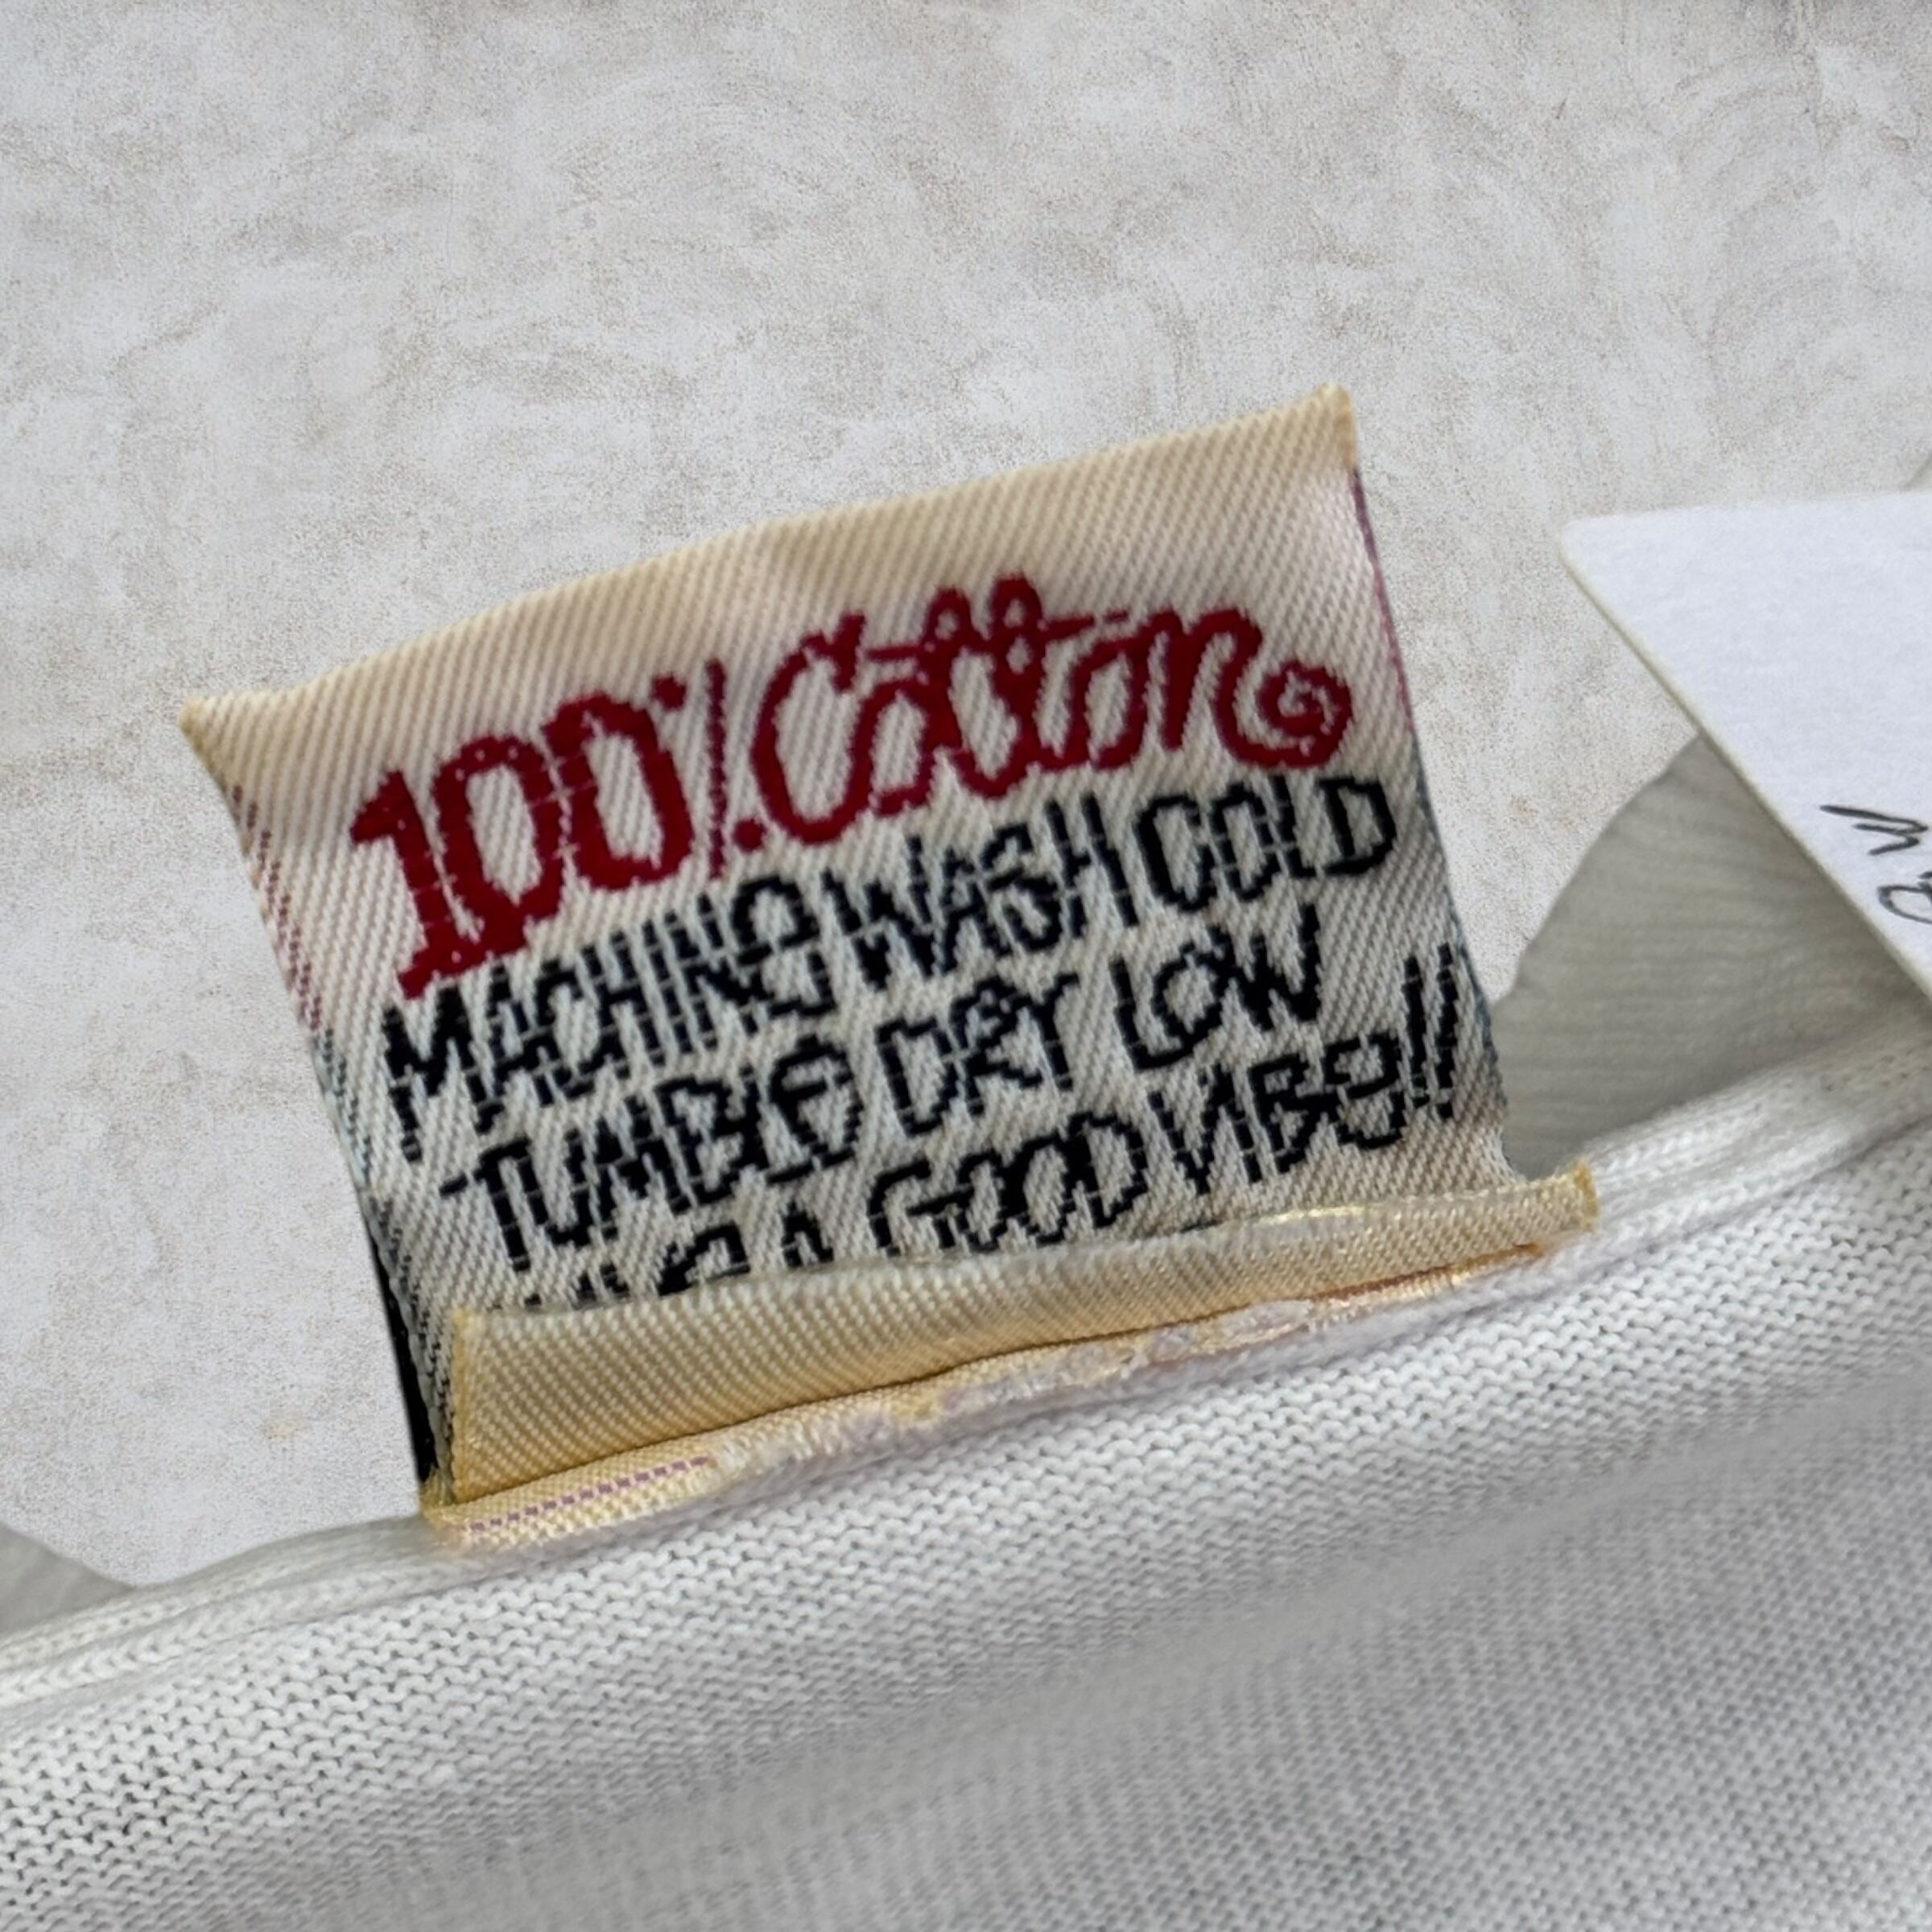 100% Cotton
MACHINE WASH COLD
TUMBLE DRY LOW
A GOOD VIBE!!